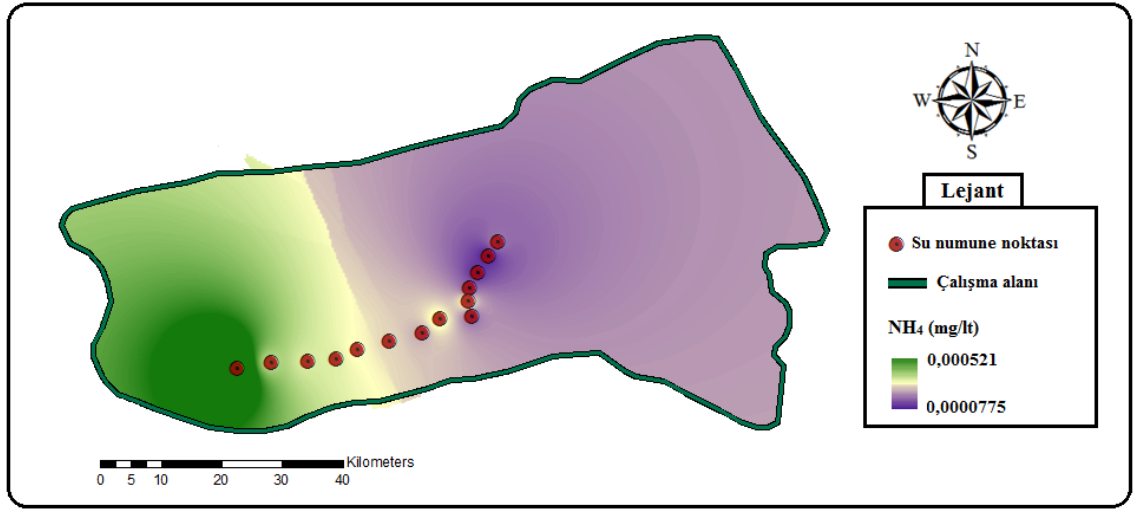 N
W E
S
Lejant
Su numune noktası
Çalışma alanı
NH₄ (mg/lt)
0,000521
0,0000775
Kilometers
0 5 10 20 30 40